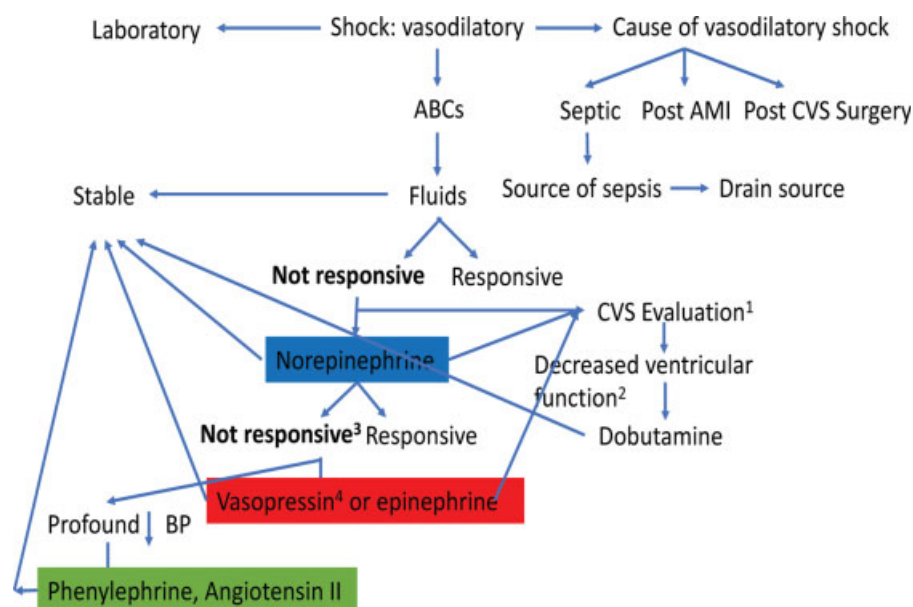 Laboratory
Shock: vasodilatory
Cause of vasodilatory shock
ABCs
Septic
Post AMI
Post CVS Surgery
Stable
Fluids
Source of sepsis
Drain source
Not responsive
Responsive
CVS Evaluation¹
Norepinephrine
Decreased ventricular
function²
Not responsive³
Responsive
Dobutamine
Vasopressin⁴ or epinephrine
Profound
BP
Phenylephrine, Angiotensin II